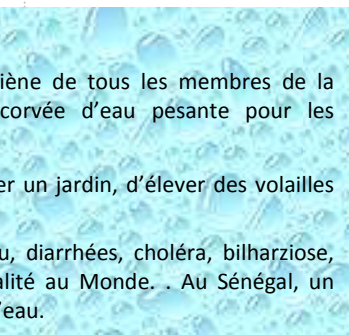 iène de tous les membres de la
corvée d'eau pesante pour les
er un jardin, d'élever des volailles
u, diarrhées, choléra, bilharziose,
alité au Monde. . Au Sénégal, un
'eau.